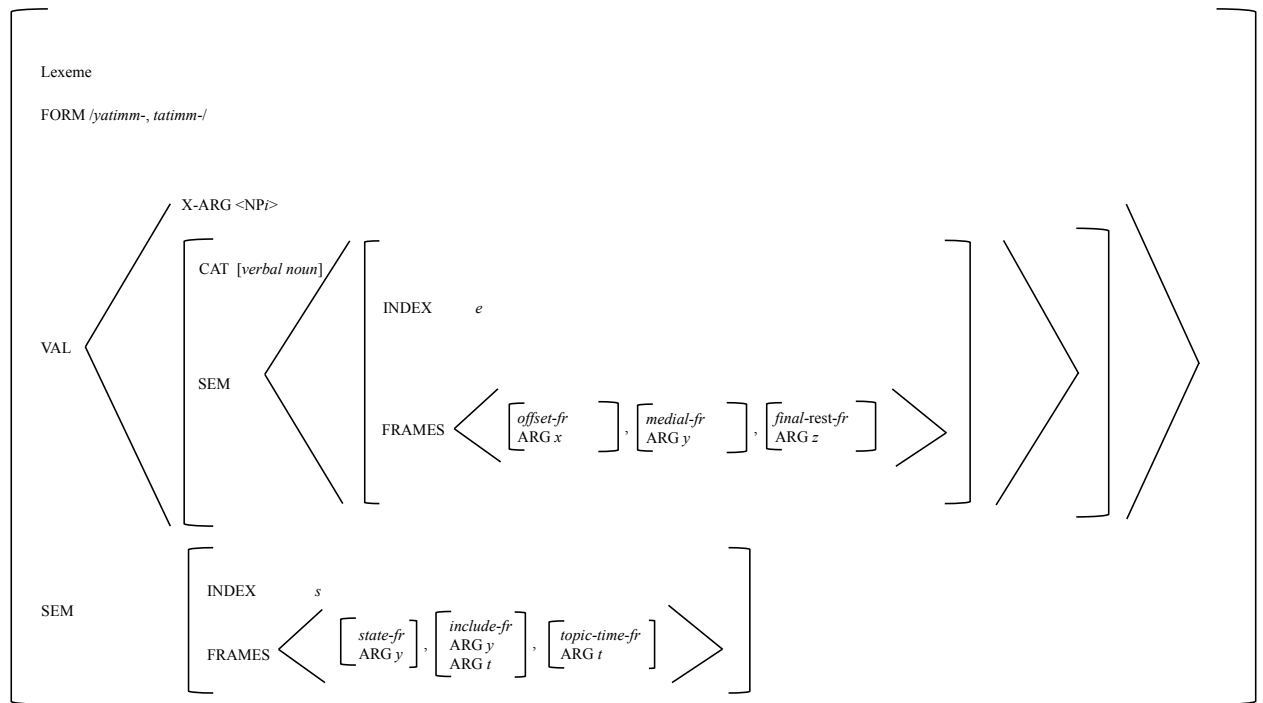 Lexeme
FORM /yatimm-, tatimm-/
X-ARG <NPi>
CAT [verbal noun]
INDEX e
VAL
SEM
FRAMES
offset-fr
ARG x
,
medial-fr
ARG y
,
final-rest-fr
ARG z
INDEX s
SEM
FRAMES
state-fr
ARG y
,
include-fr
ARG y
ARG t
,
topic-time-fr
ARG t